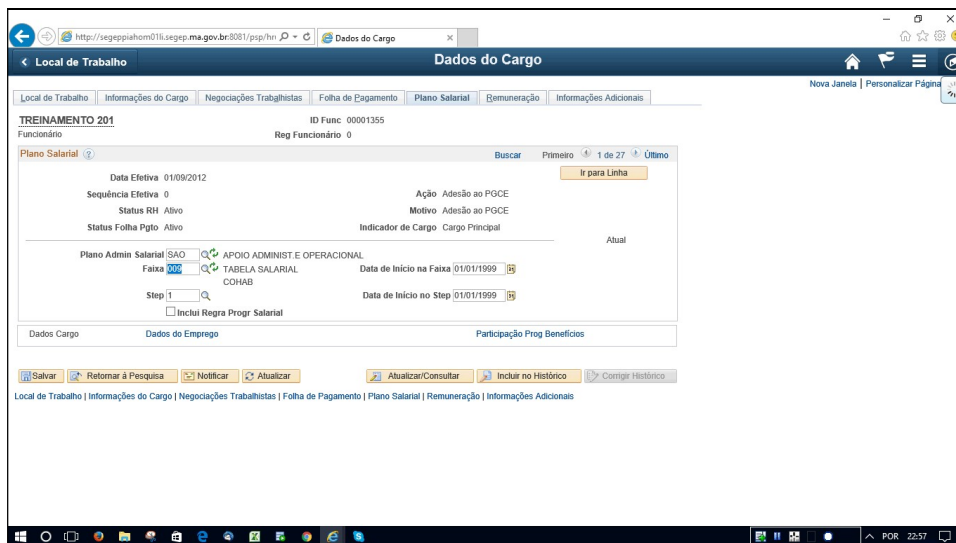 http://segeppiahom01li.segep.ma.gov.br:8081/psp/hri
Dados do Cargo
Local de Trabalho
Dados do Cargo
Nova Janela | Personalizar Página
Local de Trabalho Informações do Cargo Negociações Trabalhistas Folha de Pagamento Plano Salarial Remuneração Informações Adicionais
TREINAMENTO 201 ID Func 00001355
Funcionário Reg Funcionário 0
Plano Salarial ? Buscar Primeiro 1 de 27 Último
Ir para Linha
Data Efetiva 01/09/2012
Sequência Efetiva 0 Ação Adesão ao PGCE
Status RH Ativo Motivo Adesão ao PGCE
Status Folha Pgto Ativo Indicador de Cargo Cargo Principal
Atual
Plano Admin Salarial SAO APOIO ADMINIST.E OPERACIONAL
Faixa 009 TABELA SALARIAL Data de Início na Faixa 01/01/1999
COHAB
Step 1 Data de Início no Step 01/01/1999
Inclui Regra Progr Salarial
Dados Cargo Dados do Emprego Participação Prog Benefícios
Salvar Retornar à Pesquisa Notificar Atualizar Atualizar/Consultar Incluir no Histórico Corrigir Histórico
Local de Trabalho | Informações do Cargo | Negociações Trabalhistas | Folha de Pagamento | Plano Salarial | Remuneração | Informações Adicionais
POR 22:57